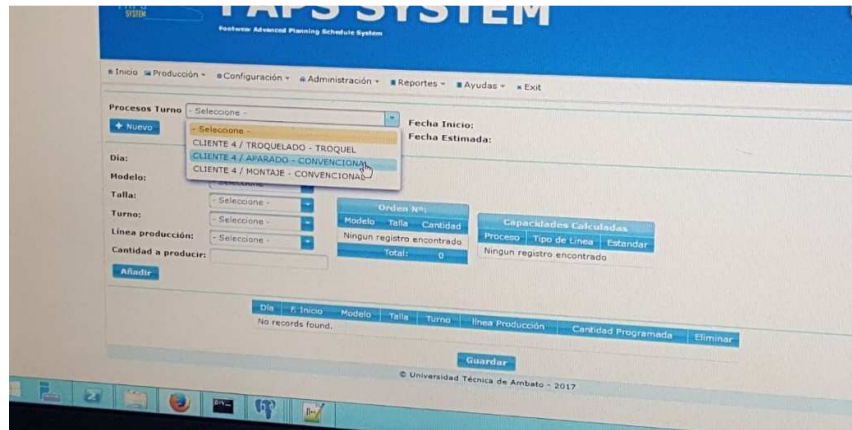 SYSTEM
FAPS SYSTEM
Footwear Advanced Planning Schedule System
Inicio Producción Configuración Administración Reportes Ayudas Exit
Procesos Turno - Seleccione -
Fecha Inicio:
+ Nuevo
Fecha Estimada:
- Seleccione -
CLIENTE 4 / TROQUELADO - TROQUEL
CLIENTE 4 / APARADO - CONVENCIONAL
CLIENTE 4 / MONTAJE - CONVENCIONAL
Dia:
Modelo: - Seleccione -
Talla: - Seleccione -
Turno: - Seleccione -
Línea producción: - Seleccione -
Cantidad a producir:
Añadir
Orden Nº:
Modelo Talla Cantidad
Ningun registro encontrado
Total: 0
Capacidades Calculadas
Proceso Tipo de Linea Estandar
Ningun registro encontrado
Día F. Inicio Modelo Talla Turno línea Producción Cantidad Programada Eliminar
No records found.
Guardar
© Universidad Técnica de Ambato - 2017